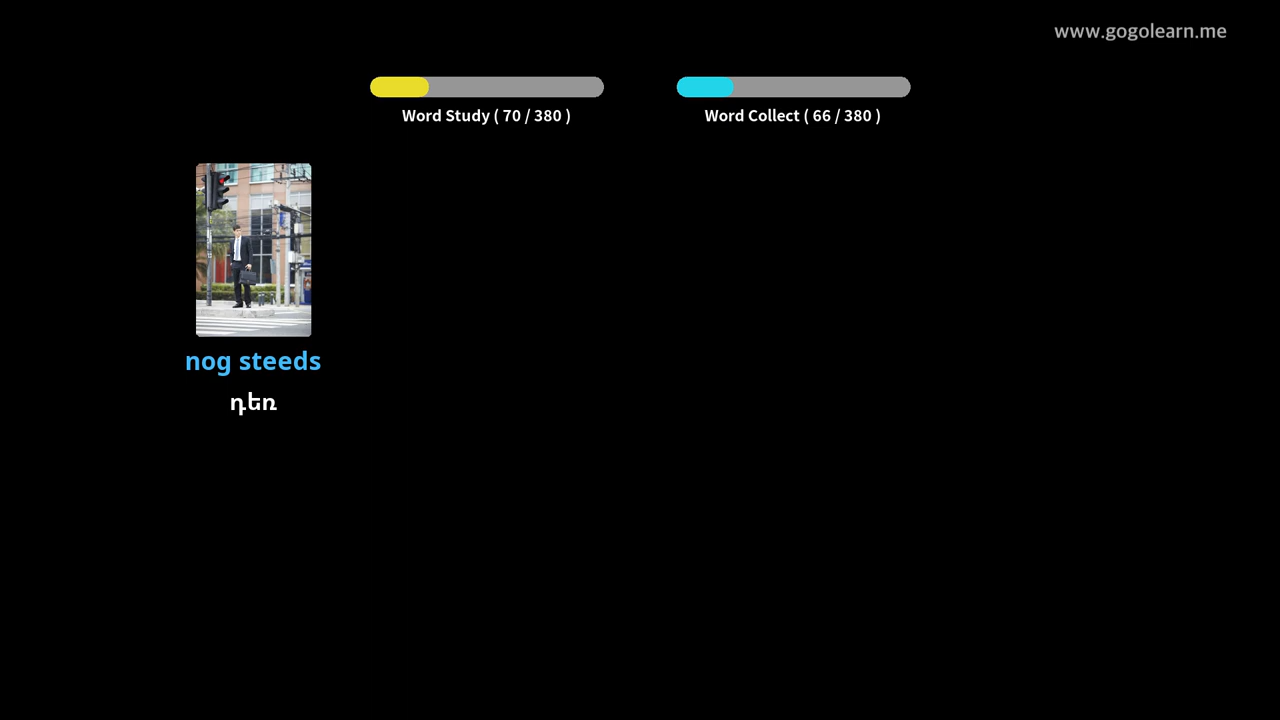 www.gogolearn.me
Word Study ( 70 / 380 )
Word Collect ( 66 / 380 )
nog steeds
դեռ